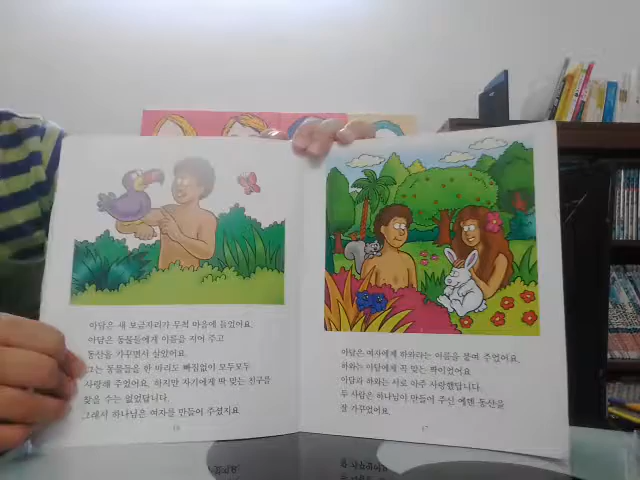 아담은 새 보금자리가 무척 마음에 들었어요.
아담은 동물들에게 이름을 지어 주고
동산을 가꾸면서 살았어요.
그는 동물들을 한 마리도 빠짐없이 모두모두
사랑해 주었어요. 하지만 자기에게 딱 맞는 친구를
찾을 수는 없었답니다.
그래서 하나님은 여자를 만들어 주셨지요
16
아담은 여자에게 하와라는 이름을 붙여 주었어요.
하와는 아담에게 꼭 맞는 짝이었어요
아담과 하와는 서로 아주 사랑했답니다.
두 사람은 하나님이 만들어 주신 에덴 동산을
잘 가꾸었어요.
17